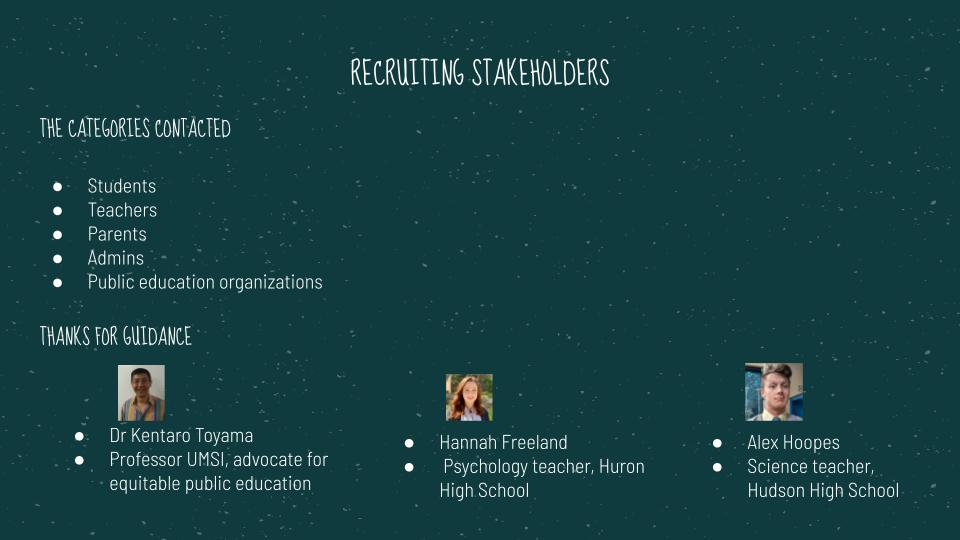 RECRUITING STAKEHOLDERS
THE CATEGORIES CONTACTED
● Students
● Teachers
● Parents
● Admins
● Public education organizations
THANKS FOR GUIDANCE
● Dr Kentaro Toyama
● Professor UMSI, advocate for
equitable public education
● Hannah Freeland
● Psychology teacher, Huron
High School
● Alex Hoopes
● Science teacher,
Hudson High School